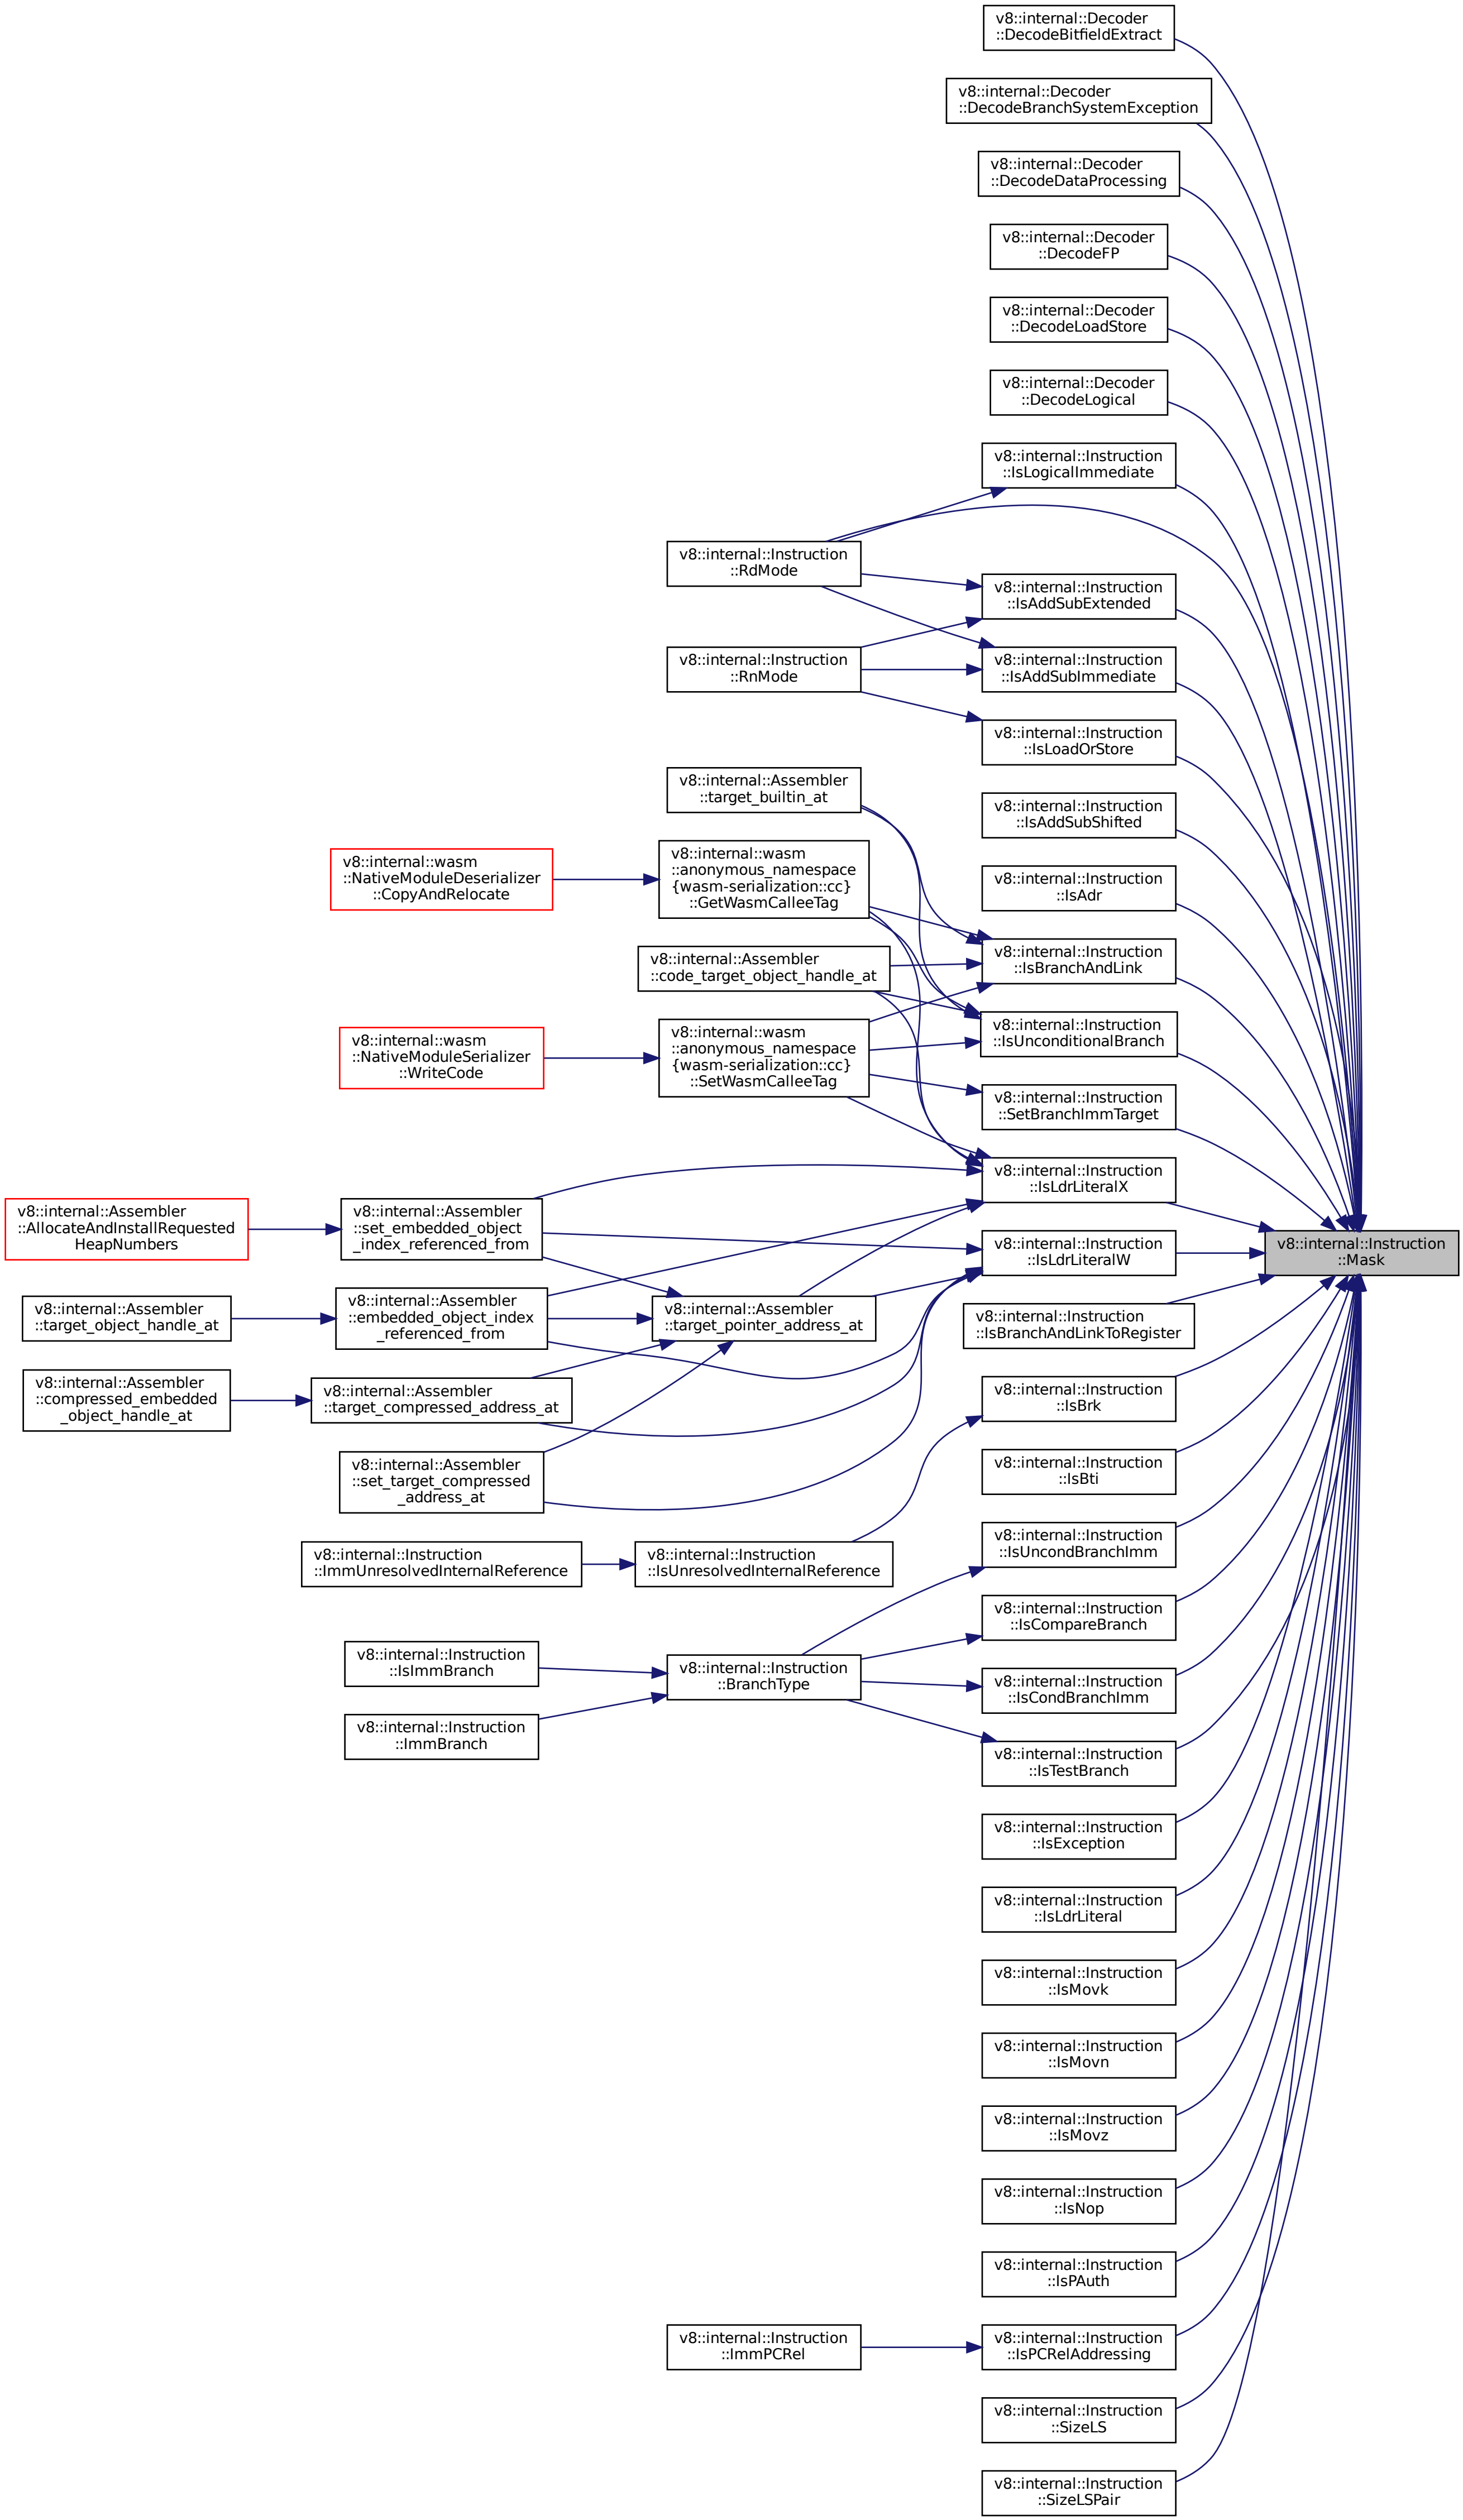 v8::internal::Decoder
::DecodeBitfieldExtract
v8::internal::Decoder
::DecodeBranchSystemException
v8::internal::Decoder
::DecodeDataProcessing
v8::internal::Decoder
::DecodeFP
v8::internal::Decoder
::DecodeLoadStore
v8::internal::Decoder
::DecodeLogical
v8::internal::Instruction
::IsLogicalImmediate
v8::internal::Instruction
::RdMode
v8::internal::Instruction
::IsAddSubExtended
v8::internal::Instruction
::RnMode
v8::internal::Instruction
::IsAddSubImmediate
v8::internal::Instruction
::IsLoadOrStore
v8::internal::Assembler
::target_builtin_at
v8::internal::Instruction
::IsAddSubShifted
v8::internal::wasm
::NativeModuleDeserializer
::CopyAndRelocate
v8::internal::wasm
::anonymous_namespace
{wasm-serialization::cc}
::GetWasmCalleeTag
v8::internal::Instruction
::IsAdr
v8::internal::Assembler
::code_target_object_handle_at
v8::internal::Instruction
::IsBranchAndLink
v8::internal::wasm
::NativeModuleSerializer
::WriteCode
v8::internal::wasm
::anonymous_namespace
{wasm-serialization::cc}
::SetWasmCalleeTag
v8::internal::Instruction
::IsUnconditionalBranch
v8::internal::Instruction
::SetBranchImmTarget
v8::internal::Instruction
::IsLdrLiteralX
v8::internal::Assembler
::AllocateAndInstallRequested
HeapNumbers
v8::internal::Assembler
::set_embedded_object
_index_referenced_from
v8::internal::Instruction
::IsLdrLiteralW
v8::internal::Instruction
::Mask
v8::internal::Assembler
::target_object_handle_at
v8::internal::Assembler
::embedded_object_index
_referenced_from
v8::internal::Assembler
::target_pointer_address_at
v8::internal::Instruction
::IsBranchAndLinkToRegister
v8::internal::Assembler
::compressed_embedded
_object_handle_at
v8::internal::Assembler
::target_compressed_address_at
v8::internal::Instruction
::IsBrk
v8::internal::Assembler
::set_target_compressed
_address_at
v8::internal::Instruction
::IsBti
v8::internal::Instruction
::ImmUnresolvedInternalReference
v8::internal::Instruction
::IsUnresolvedInternalReference
v8::internal::Instruction
::IsUncondBranchImm
v8::internal::Instruction
::IsCompareBranch
v8::internal::Instruction
::IsImmBranch
v8::internal::Instruction
::BranchType
v8::internal::Instruction
::IsCondBranchImm
v8::internal::Instruction
::ImmBranch
v8::internal::Instruction
::IsTestBranch
v8::internal::Instruction
::IsException
v8::internal::Instruction
::IsLdrLiteral
v8::internal::Instruction
::IsMovk
v8::internal::Instruction
::IsMovn
v8::internal::Instruction
::IsMovz
v8::internal::Instruction
::IsNop
v8::internal::Instruction
::IsPAuth
v8::internal::Instruction
::ImmPCRel
v8::internal::Instruction
::IsPCRelAddressing
v8::internal::Instruction
::SizeLS
v8::internal::Instruction
::SizeLSPair